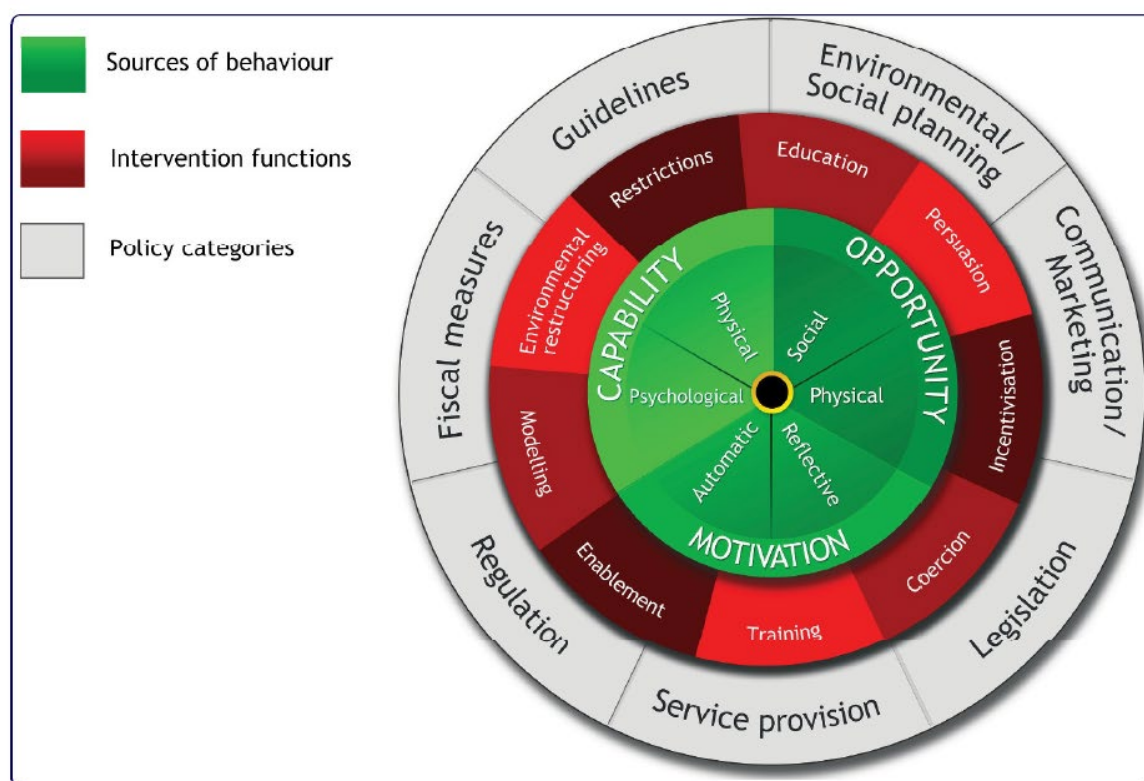 Sources of behaviour
Intervention functions
Policy categories
Guidelines
Environmental/
Social planning
Communication/
Marketing
Legislation
Service provision
Regulation
Fiscal measures
Restrictions
Education
Persuasion
Incentivisation
Coercion
Training
Enablement
Modelling
Environmental
restructuring
CAPABILITY
OPPORTUNITY
MOTIVATION
Physical
Social
Psychological
Physical
Automatic
Reflective